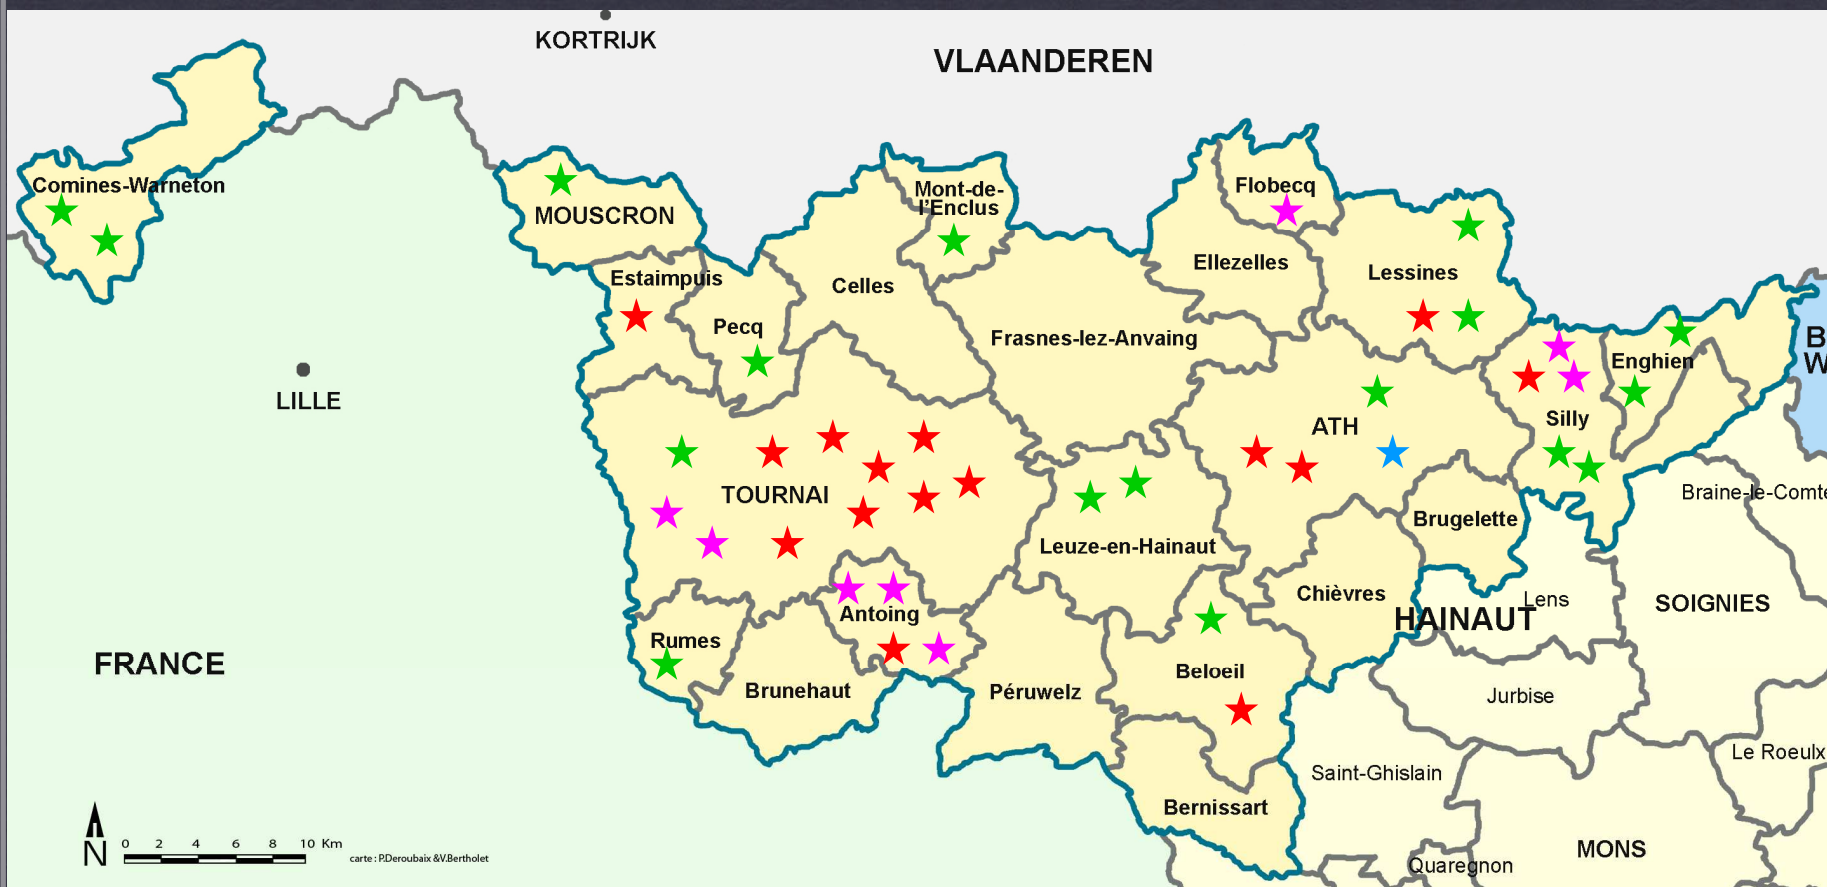 KORTRIJK
VLAANDEREN
Comines-Warneton
MOUSCRON
Mont-de-
l'Enclus
Flobecq
Estaimpuis
Celles
Ellezelles
Lessines
Pecq
Frasnes-lez-Anvaing
Enghien
B
W
LILLE
ATH
Silly
TOURNAI
Braine-le-Comte
Brugelette
Leuze-en-Hainaut
Chièvres
Lens
SOIGNIES
HAINAUT
Antoing
Rumes
FRANCE
Beloeil
Brunehaut
Péruwelz
Jurbise
Le Roeulx
Saint-Ghislain
Bernissart
N
0 2 4 6 8 10 Km
carte : P.Deroubaix &V.Bertholet
MONS
Quaregnon